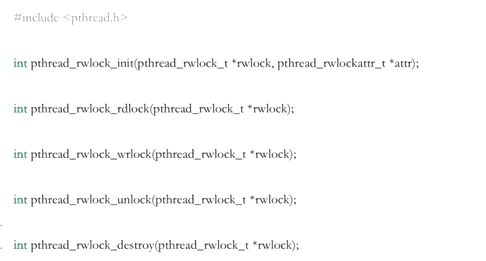 #include <pthread.h>
int pthread_rwlock_init(pthread_rwlock_t *rwlock, pthread_rwlockattr_t *attr);
int pthread_rwlock_rdlock(pthread_rwlock_t *rwlock);
int pthread_rwlock_wrlock(pthread_rwlock_t *rwlock);
int pthread_rwlock_unlock(pthread_rwlock_t *rwlock);
int pthread_rwlock_destroy(pthread_rwlock_t *rwlock);